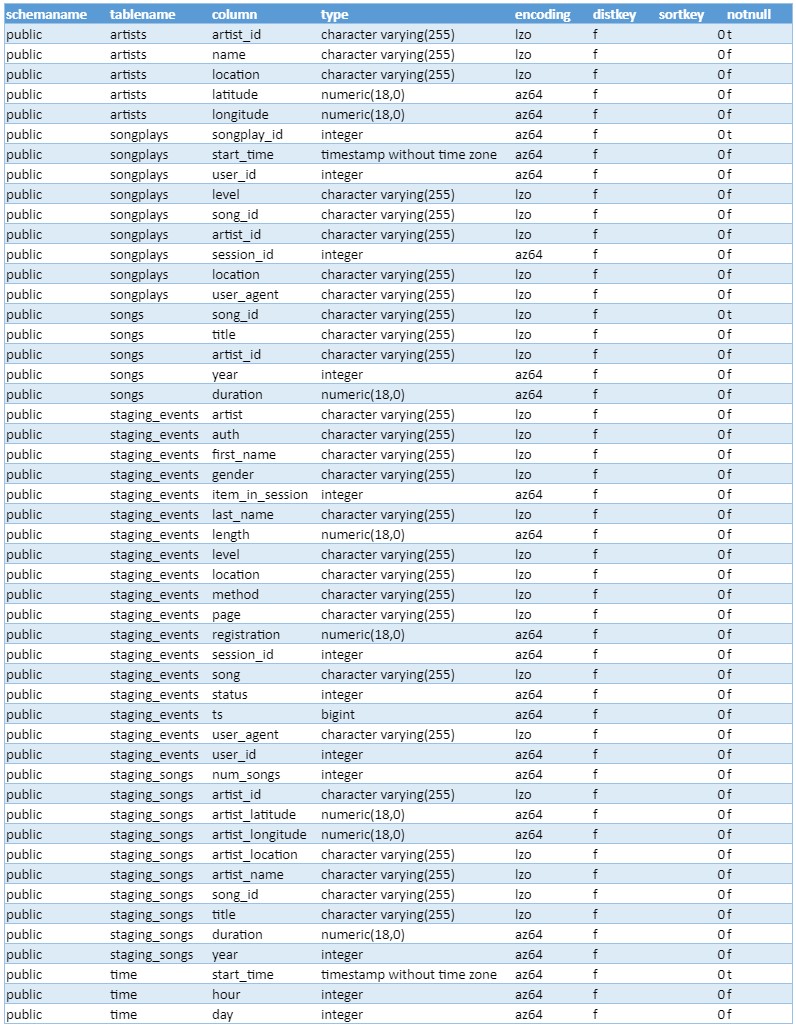 schemaname tablename column type encoding distkey sortkey notnull
public artists artist_id character varying(255) lzo f 0 t
public artists name character varying(255) lzo f 0 f
public artists location character varying(255) lzo f 0 f
public artists latitude numeric(18,0) az64 f 0 f
public artists longitude numeric(18,0) az64 f 0 f
public songplays songplay_id integer az64 f 0 t
public songplays start_time timestamp without time zone az64 f 0 f
public songplays user_id integer az64 f 0 f
public songplays level character varying(255) lzo f 0 f
public songplays song_id character varying(255) lzo f 0 f
public songplays artist_id character varying(255) lzo f 0 f
public songplays session_id integer az64 f 0 f
public songplays location character varying(255) lzo f 0 f
public songplays user_agent character varying(255) lzo f 0 f
public songs song_id character varying(255) lzo f 0 t
public songs title character varying(255) lzo f 0 f
public songs artist_id character varying(255) lzo f 0 f
public songs year integer az64 f 0 f
public songs duration numeric(18,0) az64 f 0 f
public staging_events artist character varying(255) lzo f 0 f
public staging_events auth character varying(255) lzo f 0 f
public staging_events first_name character varying(255) lzo f 0 f
public staging_events gender character varying(255) lzo f 0 f
public staging_events item_in_session integer az64 f 0 f
public staging_events last_name character varying(255) lzo f 0 f
public staging_events length numeric(18,0) az64 f 0 f
public staging_events level character varying(255) lzo f 0 f
public staging_events location character varying(255) lzo f 0 f
public staging_events method character varying(255) lzo f 0 f
public staging_events page character varying(255) lzo f 0 f
public staging_events registration numeric(18,0) az64 f 0 f
public staging_events session_id integer az64 f 0 f
public staging_events song character varying(255) lzo f 0 f
public staging_events status integer az64 f 0 f
public staging_events ts bigint az64 f 0 f
public staging_events user_agent character varying(255) lzo f 0 f
public staging_events user_id integer az64 f 0 f
public staging_songs num_songs integer az64 f 0 f
public staging_songs artist_id character varying(255) lzo f 0 f
public staging_songs artist_latitude numeric(18,0) az64 f 0 f
public staging_songs artist_longitude numeric(18,0) az64 f 0 f
public staging_songs artist_location character varying(255) lzo f 0 f
public staging_songs artist_name character varying(255) lzo f 0 f
public staging_songs song_id character varying(255) lzo f 0 f
public staging_songs title character varying(255) lzo f 0 f
public staging_songs duration numeric(18,0) az64 f 0 f
public staging_songs year integer az64 f 0 f
public time start_time timestamp without time zone az64 f 0 t
public time hour integer az64 f 0 f
public time day integer az64 f 0 f